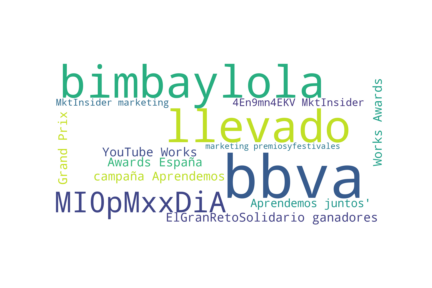 bimbaylola
MktInsider marketing
4En9mn4EKV MktInsider
llevado
Grand Prix
Works Awards
marketing premiosyfestivales
YouTube Works
Awards España
campaña Aprendemos
bbva
MI0pMxxDiA
Aprendemos juntos'
ElGranRetoSolidario ganadores